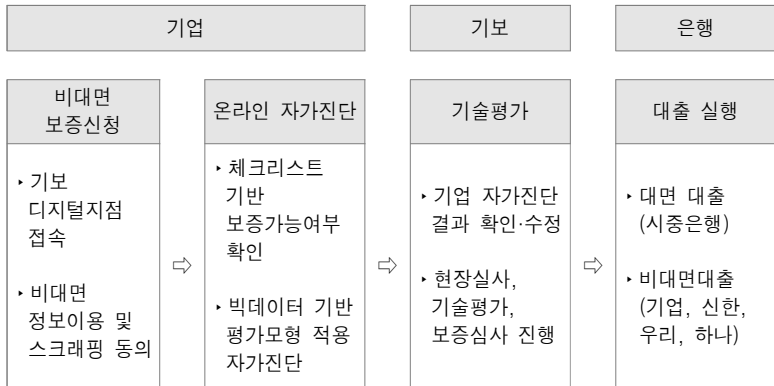 기업
기보
은행
비대면
보증신청
온라인 자가진단
기술평가
대출 실행
‣ 기보
디지털지점
접속
‣ 비대면
정보이용 및
스크래핑 동의
⇨
‣ 체크리스트
기반
보증가능여부
확인
‣ 빅데이터 기반
평가모형 적용
자가진단
⇨
‣ 기업 자가진단
결과 확인·수정
‣ 현장실사,
기술평가,
보증심사 진행
⇨
‣ 대면 대출
(시중은행)
‣ 비대면대출
(기업, 신한,
우리, 하나)